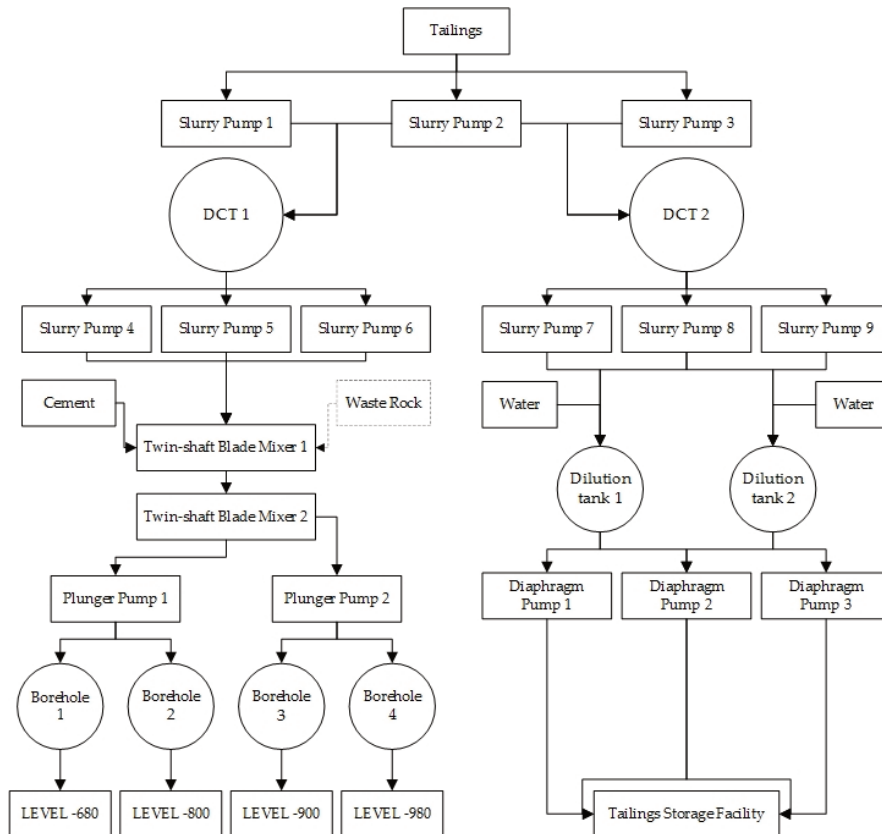 Tailings
Slurry Pump 1
Slurry Pump 2
Slurry Pump 3
DCT 1
DCT 2
Slurry Pump 4
Slurry Pump 5
Slurry Pump 6
Slurry Pump 7
Slurry Pump 8
Slurry Pump 9
Cement
Waste Rock
Water
Water
Twin-shaft Blade Mixer 1
Dilution
tank 1
Dilution
tank 2
Twin-shaft Blade Mixer 2
Plunger Pump 1
Plunger Pump 2
Diaphragm
Pump 1
Diaphragm
Pump 2
Diaphragm
Pump 3
Borehole
1
Borehole
2
Borehole
3
Borehole
4
LEVEL -680
LEVEL -800
LEVEL -900
LEVEL -980
Tailings Storage Facility